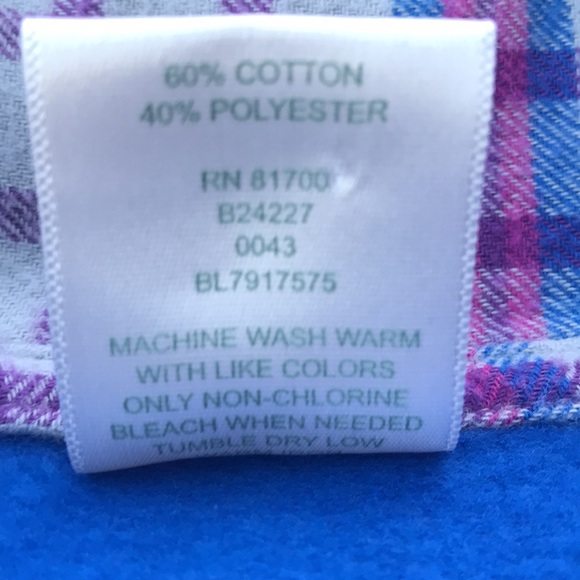 60% COTTON
40% POLYESTER
RN 81700
B24227
0043
BL7917575
MACHINE WASH WARM
WITH LIKE COLORS
ONLY NON-CHLORINE
BLEACH WHEN NEEDED
TUMBLE DRY LOW